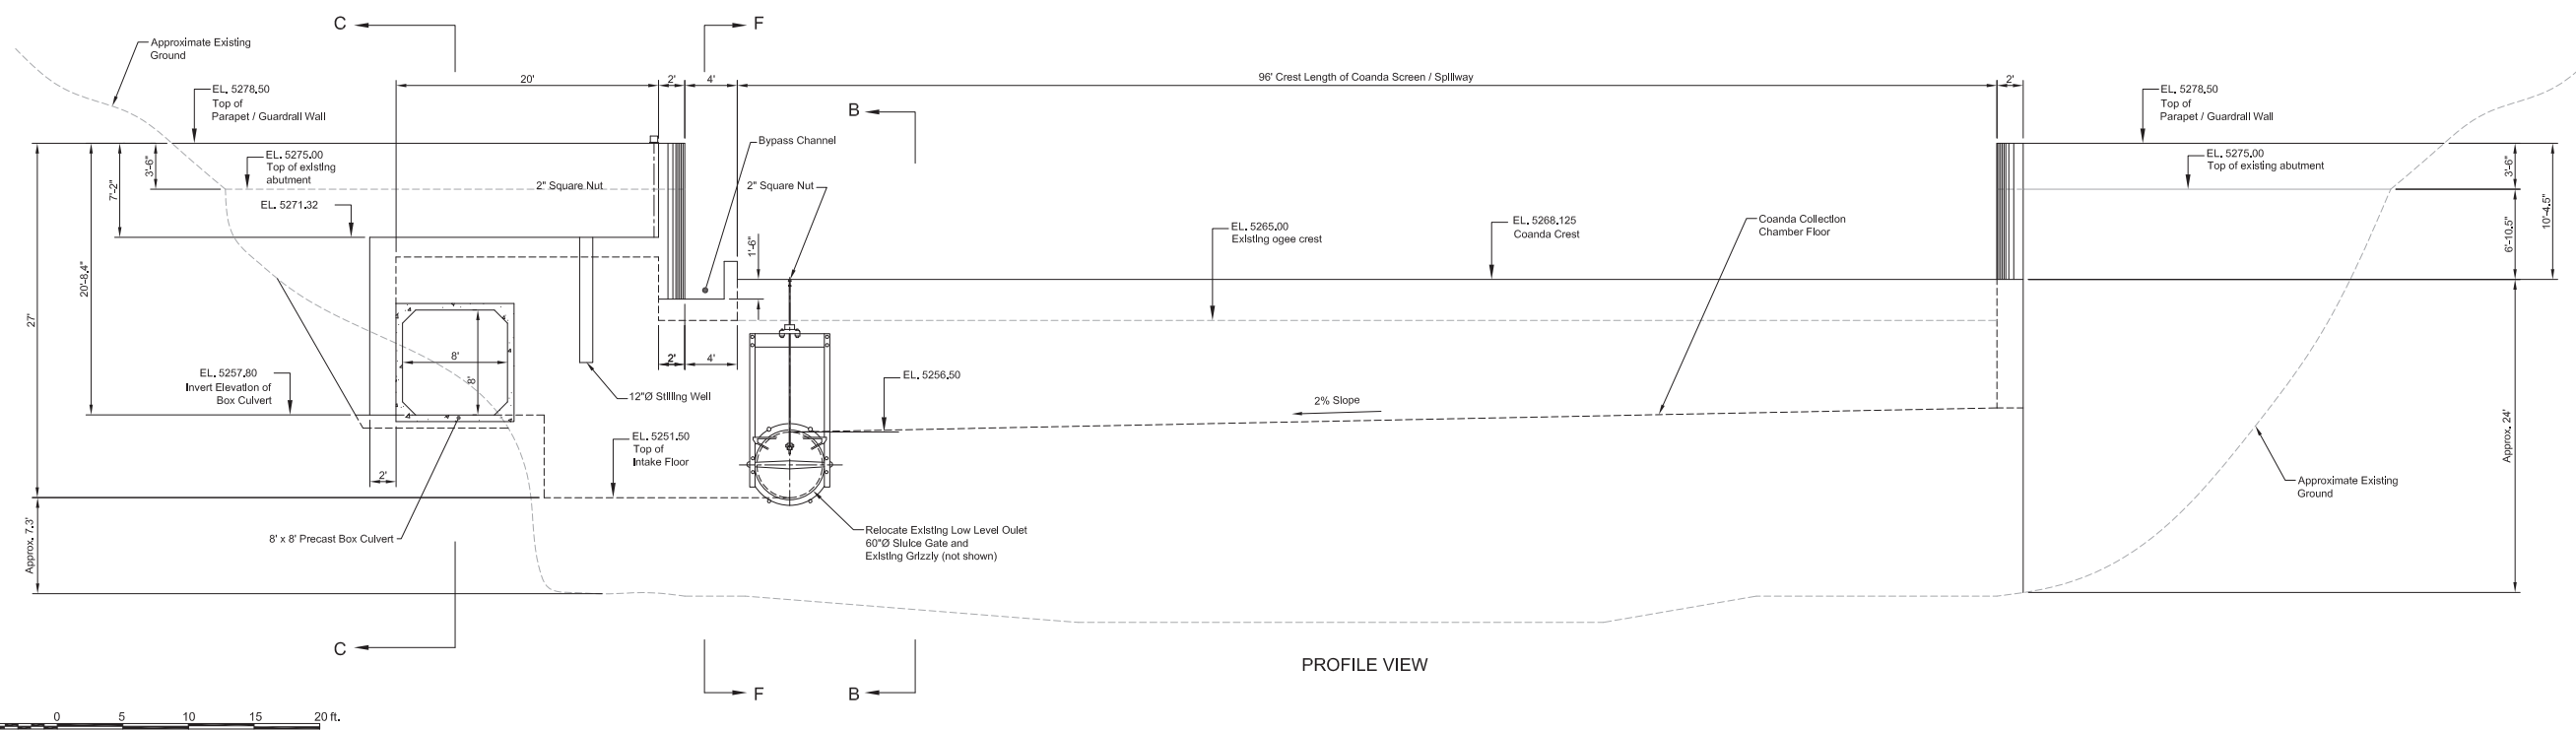 C
F
Approximate Existing
Ground
20'
2'
4'
96' Crest Length of Coanda Screen / Spillway
2'
EL. 5278.50
Top of
Parapet / Guardrail Wall
EL. 5278.50
Top of
Parapet / Guardrail Wall
B
Bypass Channel
3'-6"
7'-2"
EL. 5275.00
Top of existing
abutment
2" Square Nut
2" Square Nut
EL. 5275.00
Top of existing abutment
3'-6"
10'-4.5"
6'-10.5"
EL. 5271.32
1'-6"
EL. 5265.00
Existing ogee crest
EL. 5268.125
Coanda Crest
Coanda Collection
Chamber Floor
20'-8.4"
27'
8'
8'
2'
4'
EL. 5257.80
Invert Elevation of
Box Culvert
12"Ø Stilling Well
EL. 5256.50
2% Slope
EL. 5251.50
Top of
Intake Floor
2'
Approx. 24'
Approximate Existing
Ground
Approx. 7.3'
8' x 8' Precast Box Culvert
Relocate Existing Low Level Oulet
60"Ø Sluice Gate and
Existing Grizzly (not shown)
C
F
B
PROFILE VIEW
0 5 10 15 20 ft.